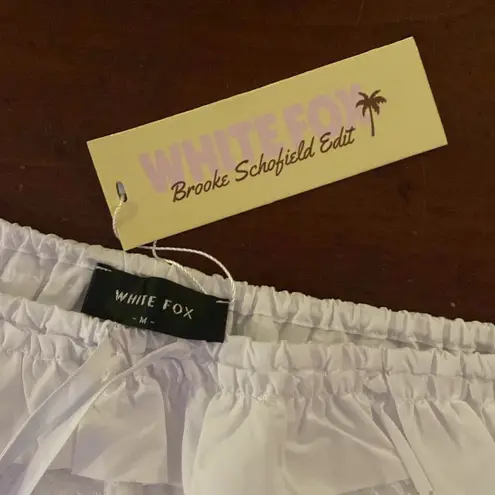 WHITE FOX
Brooke Schofield Edit
WHITE FOX
- M -